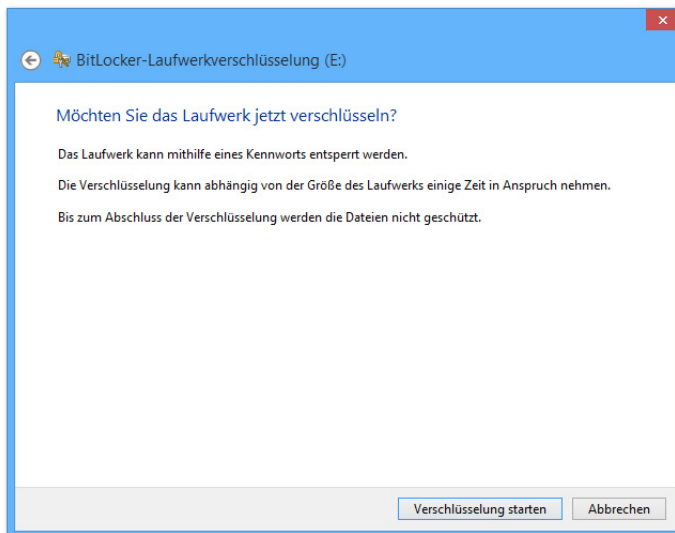 BitLocker-Laufwerkverschlüsselung (E:)
Möchten Sie das Laufwerk jetzt verschlüsseln?
Das Laufwerk kann mithilfe eines Kennworts entsperrt werden.
Die Verschlüsselung kann abhängig von der Größe des Laufwerks einige Zeit in Anspruch nehmen.
Bis zum Abschluss der Verschlüsselung werden die Dateien nicht geschützt.
Verschlüsselung starten Abbrechen